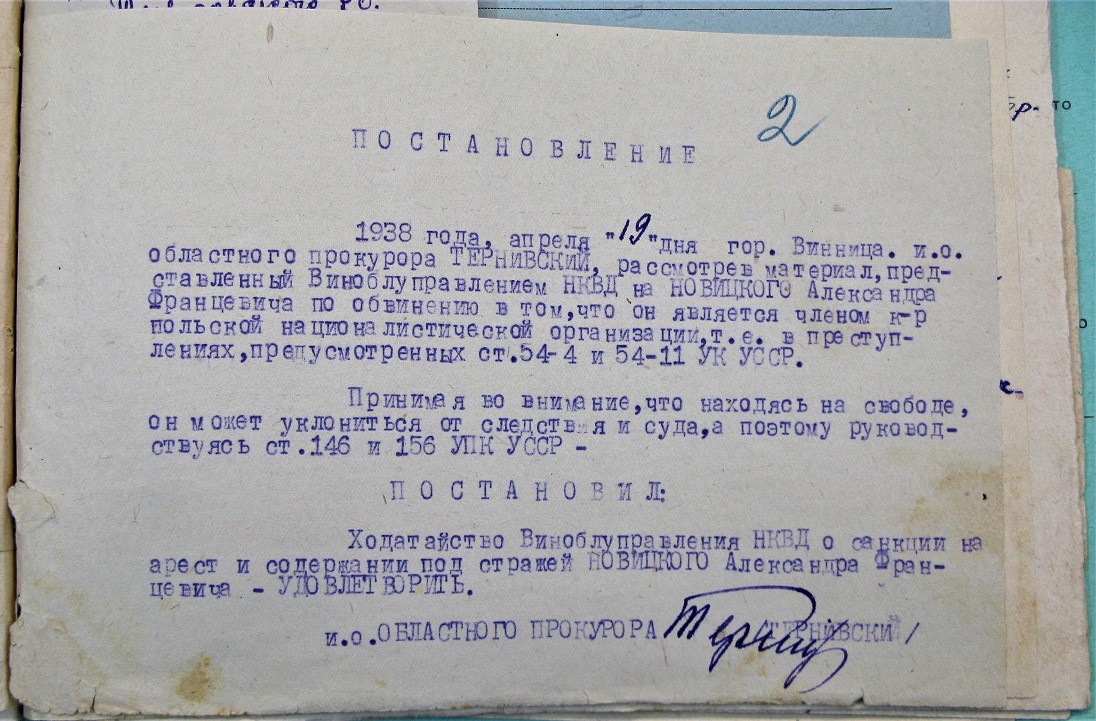 2
ПОСТАНОВЛЕНИЕ
1938 года, апреля "19"дня гор. Винница. и.о.
областного прокурора ТЕРНИВСКИЙ, рассмотрев материал,пред-
ставленный Виноблуправлением НКВД на НОВИЦКОГО Александра
Францевича по обвинению в том,что он является членом к-р
польской националистической организации,т.е. в преступ-
лениях,предусмотренных ст.54-4 и 54-11 УК УССР.
Принимая во внимание,что находясь на свободе,
он может уклониться от следствия и суда,а поэтому руковод-
ствуясь ст.146 и 156 УПК УССР -
ПОСТАНОВИЛ:
Ходатайство Виноблуправления НКВД о санкции на
арест и содержании под стражей НОВИЦКОГО Александра Фран-
цевича - УДОВЛЕТВОРИТЬ.
и.о.ОБЛАСТНОГО ПРОКУРОРА /ТЕРНИВСКИЙ/